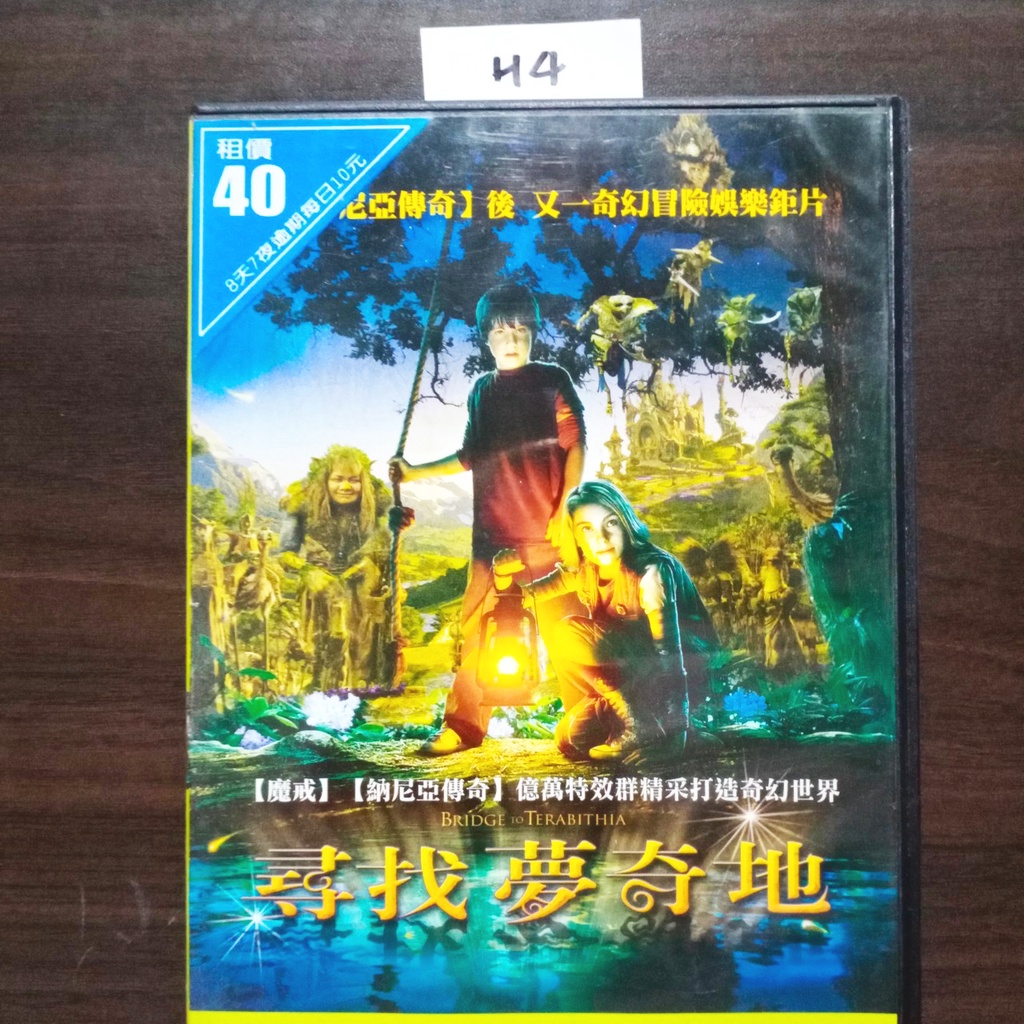 H4
租價
40
8天7夜逾期每日10元
尼亞傳奇】後 又一奇幻冒險娛樂鉅片
【魔戒】【納尼亞傳奇】億萬特效群精采打造奇幻世界
BRIDGE TO TERABITHIA
尋找夢奇地